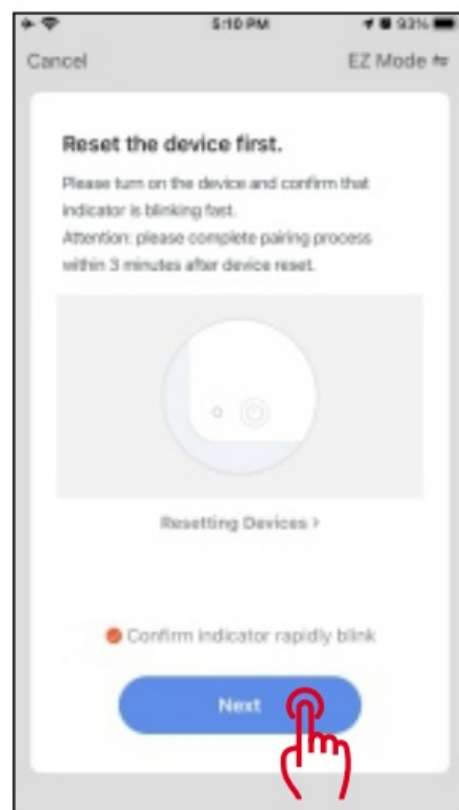 5:10 PM
93%
Cancel
EZ Mode
Reset the device first.
Please turn on the device and confirm that
indicator is blinking fast.
Attention: please complete pairing process
within 3 minutes after device reset.
Resetting Devices >
Confirm indicator rapidly blink
Next